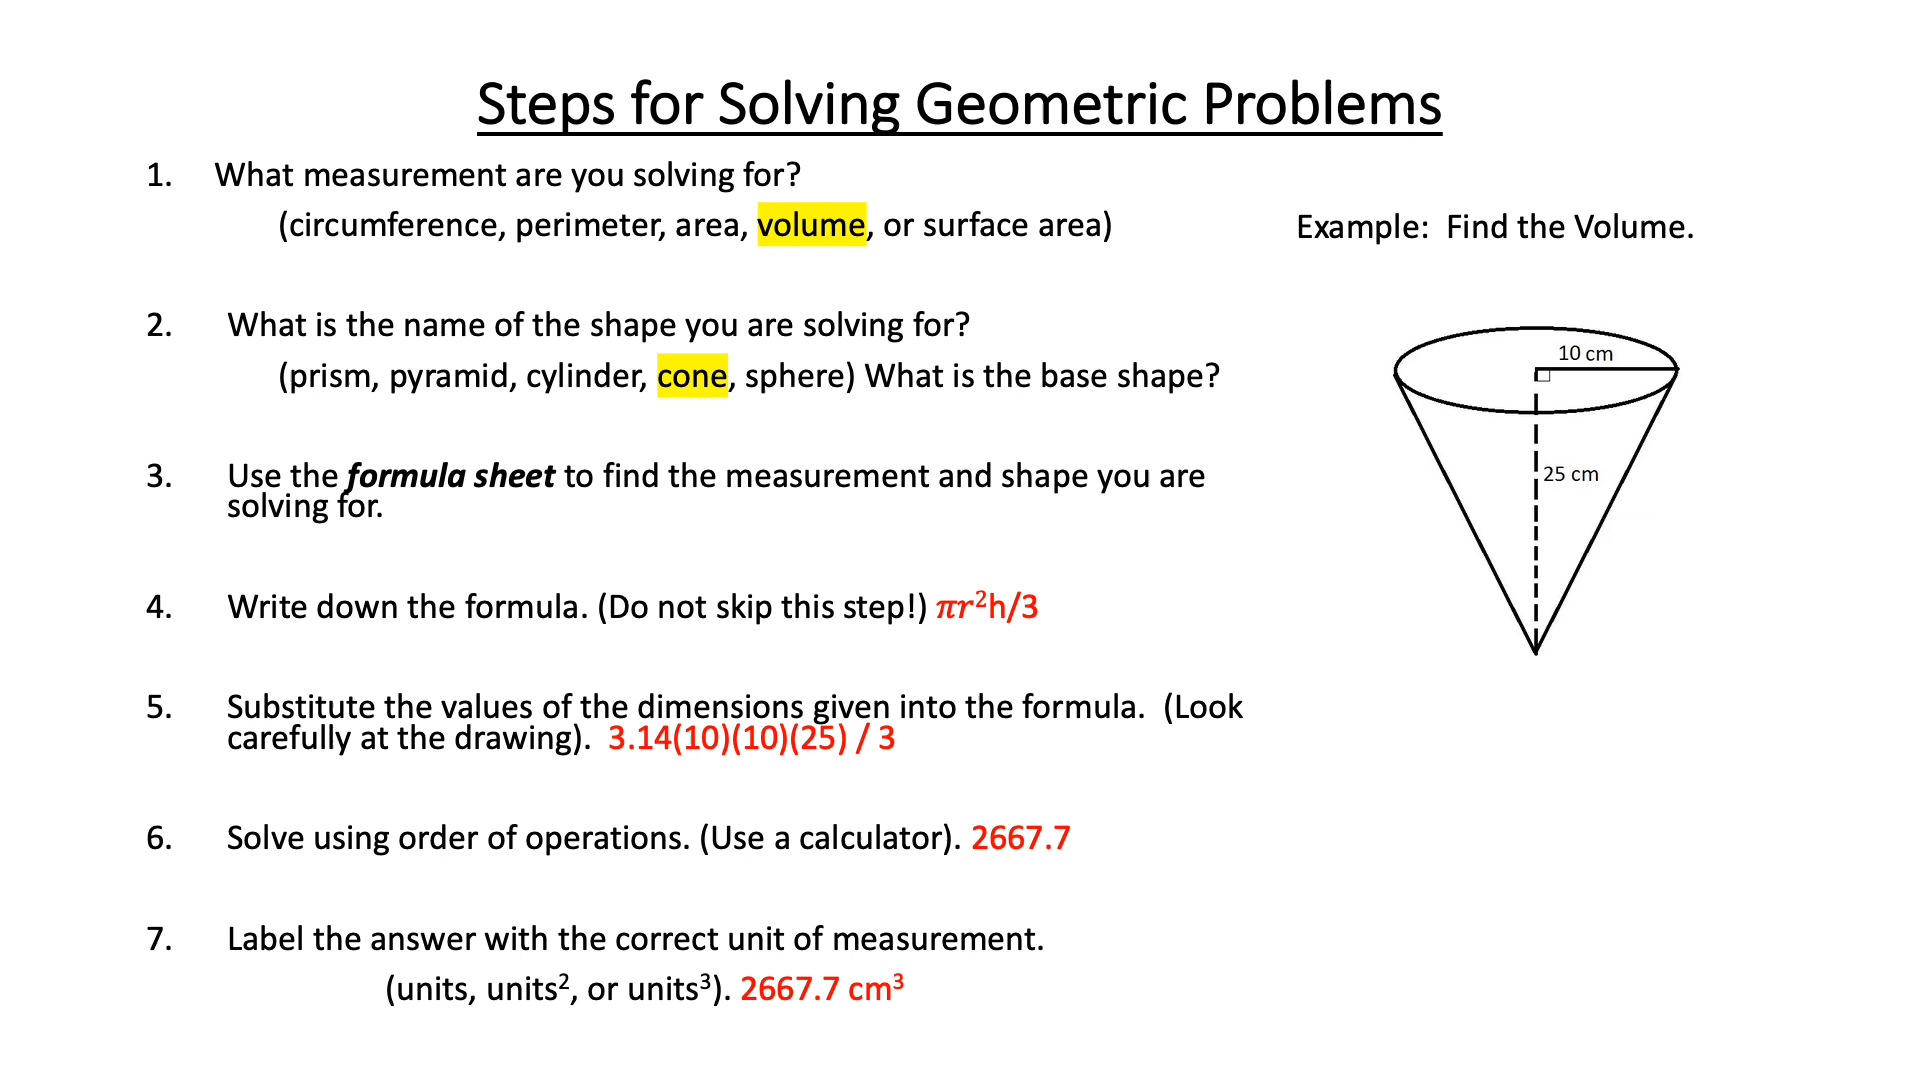 Steps for Solving Geometric Problems
1. What measurement are you solving for?
(circumference, perimeter, area, volume, or surface area)
Example: Find the Volume.
2. What is the name of the shape you are solving for?
(prism, pyramid, cylinder, cone, sphere) What is the base shape?
10 cm
25 cm
3. Use the formula sheet to find the measurement and shape you are
solving for.
4. Write down the formula. (Do not skip this step!) πr²h/3
5. Substitute the values of the dimensions given into the formula. (Look
carefully at the drawing). 3.14(10)(10)(25) / 3
6. Solve using order of operations. (Use a calculator). 2667.7
7. Label the answer with the correct unit of measurement.
(units, units², or units³). 2667.7 cm³